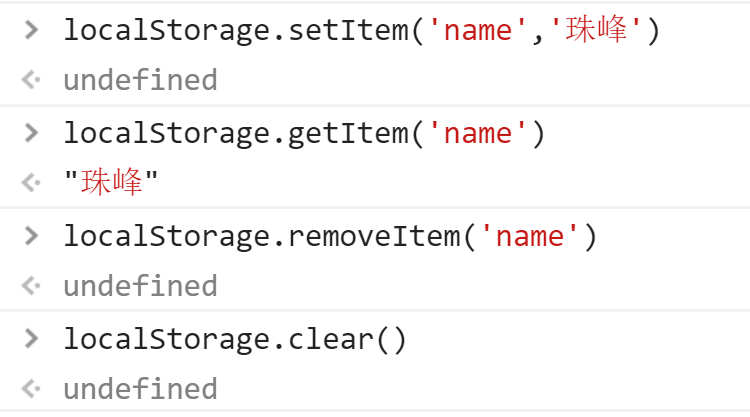 localStorage.setItem('name','珠峰')
undefined
localStorage.getItem('name')
"珠峰"
localStorage.removeItem('name')
undefined
localStorage.clear()
undefined